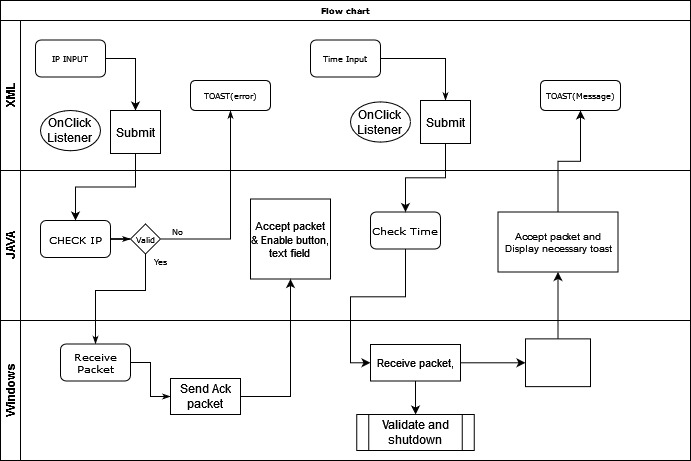 Flow chart
XML
IP INPUT
Time Input
TOAST(error)
TOAST(Message)
OnClick
Listener
Submit
OnClick
Listener
Submit
JAVA
CHECK IP
Valid
No
Yes
Accept packet
& Enable button,
text field
Check Time
Accept packet and
Display necessary toast
Windows
Receive
Packet
Send Ack
packet
Receive packet,
Validate and
shutdown